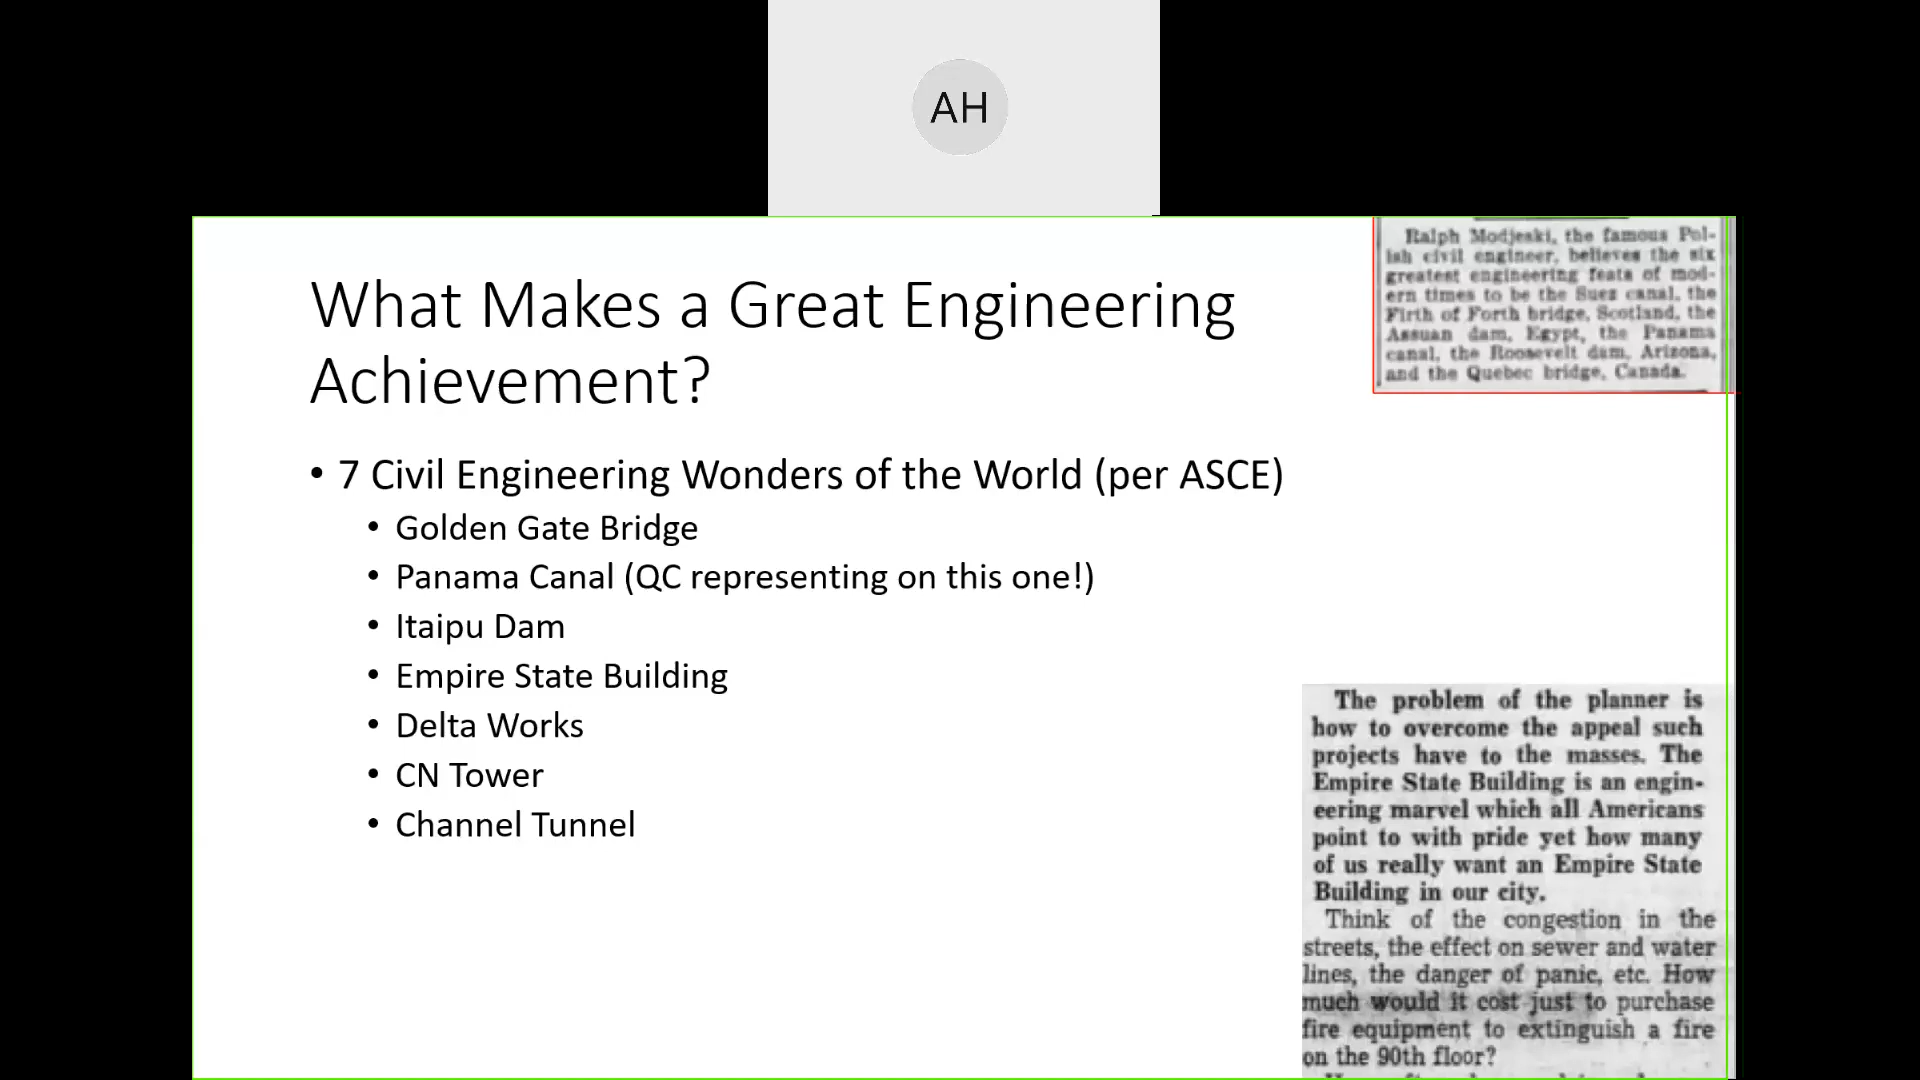 AH
What Makes a Great Engineering
Achievement?
• 7 Civil Engineering Wonders of the World (per ASCE)
• Golden Gate Bridge
• Panama Canal (QC representing on this one!)
• Itaipu Dam
• Empire State Building
• Delta Works
• CN Tower
• Channel Tunnel
Ralph Modjeski, the famous Pol-
ish civil engineer, believes the six
greatest engineering feats of mod-
ern times to be the Suez canal, the
Firth of Forth bridge, Scotland, the
Assuan dam, Egypt, the Panama
canal, the Roosevelt dam, Arizona,
and the Quebec bridge, Canada.
The problem of the planner is
how to overcome the appeal such
projects have to the masses. The
Empire State Building is an engin-
eering marvel which all Americans
point to with pride yet how many
of us really want an Empire State
Building in our city.
Think of the congestion in the
streets, the effect on sewer and water
lines, the danger of panic, etc. How
much would it cost just to purchase
fire equipment to extinguish a fire
on the 90th floor?